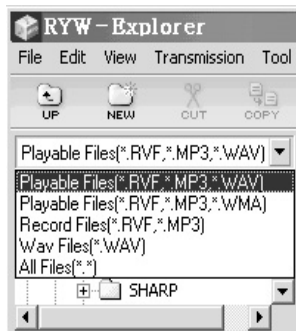 RYW-Explorer
File Edit View Transmission Tool
UP NEW CUT COPY
Playable Files(*.RVF,*.MP3,*.WAV)
Playable Files(*.RVF,*.MP3,*.WAV)
Playable Files(*.RVF,*.MP3,*.WMA)
Record Files(*.RVF,*.MP3)
Wav Files(*.WAV)
All Files(*.*)
SHARP